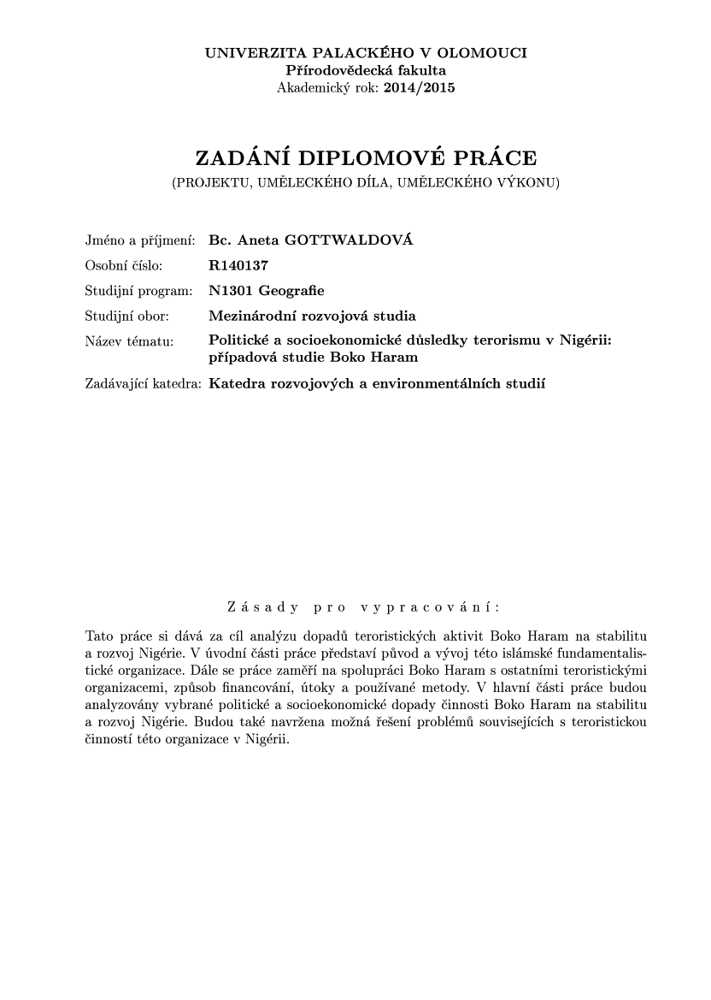 UNIVERZITA PALACKÉHO V OLOMOUCI
Přírodovědecká fakulta
Akademický rok: 2014/2015
ZADÁNÍ DIPLOMOVÉ PRÁCE
(PROJEKTU, UMĚLECKÉHO DÍLA, UMĚLECKÉHO VÝKONU)
Jméno a příjmení: Bc. Aneta GOTTWALDOVÁ
Osobní číslo: R140137
Studijní program: N1301 Geografie
Studijní obor: Mezinárodní rozvojová studia
Název tématu: Politické a socioekonomické důsledky terorismu v Nigérii:
případová studie Boko Haram
Zadávající katedra: Katedra rozvojových a environmentálních studií
Zásady pro vypracování:
Tato práce si dává za cíl analýzu dopadů teroristických aktivit Boko Haram na stabilitu
a rozvoj Nigérie. V úvodní části práce představí původ a vývoj této islámské fundamentalis-
tické organizace. Dále se práce zaměří na spolupráci Boko Haram s ostatními teroristickými
organizacemi, způsob financování, útoky a používané metody. V hlavní části práce budou
analyzovány vybrané politické a socioekonomické dopady činnosti Boko Haram na stabilitu
a rozvoj Nigérie. Budou také navržena možná řešení problémů souvisejících s teroristickou
činností této organizace v Nigérii.